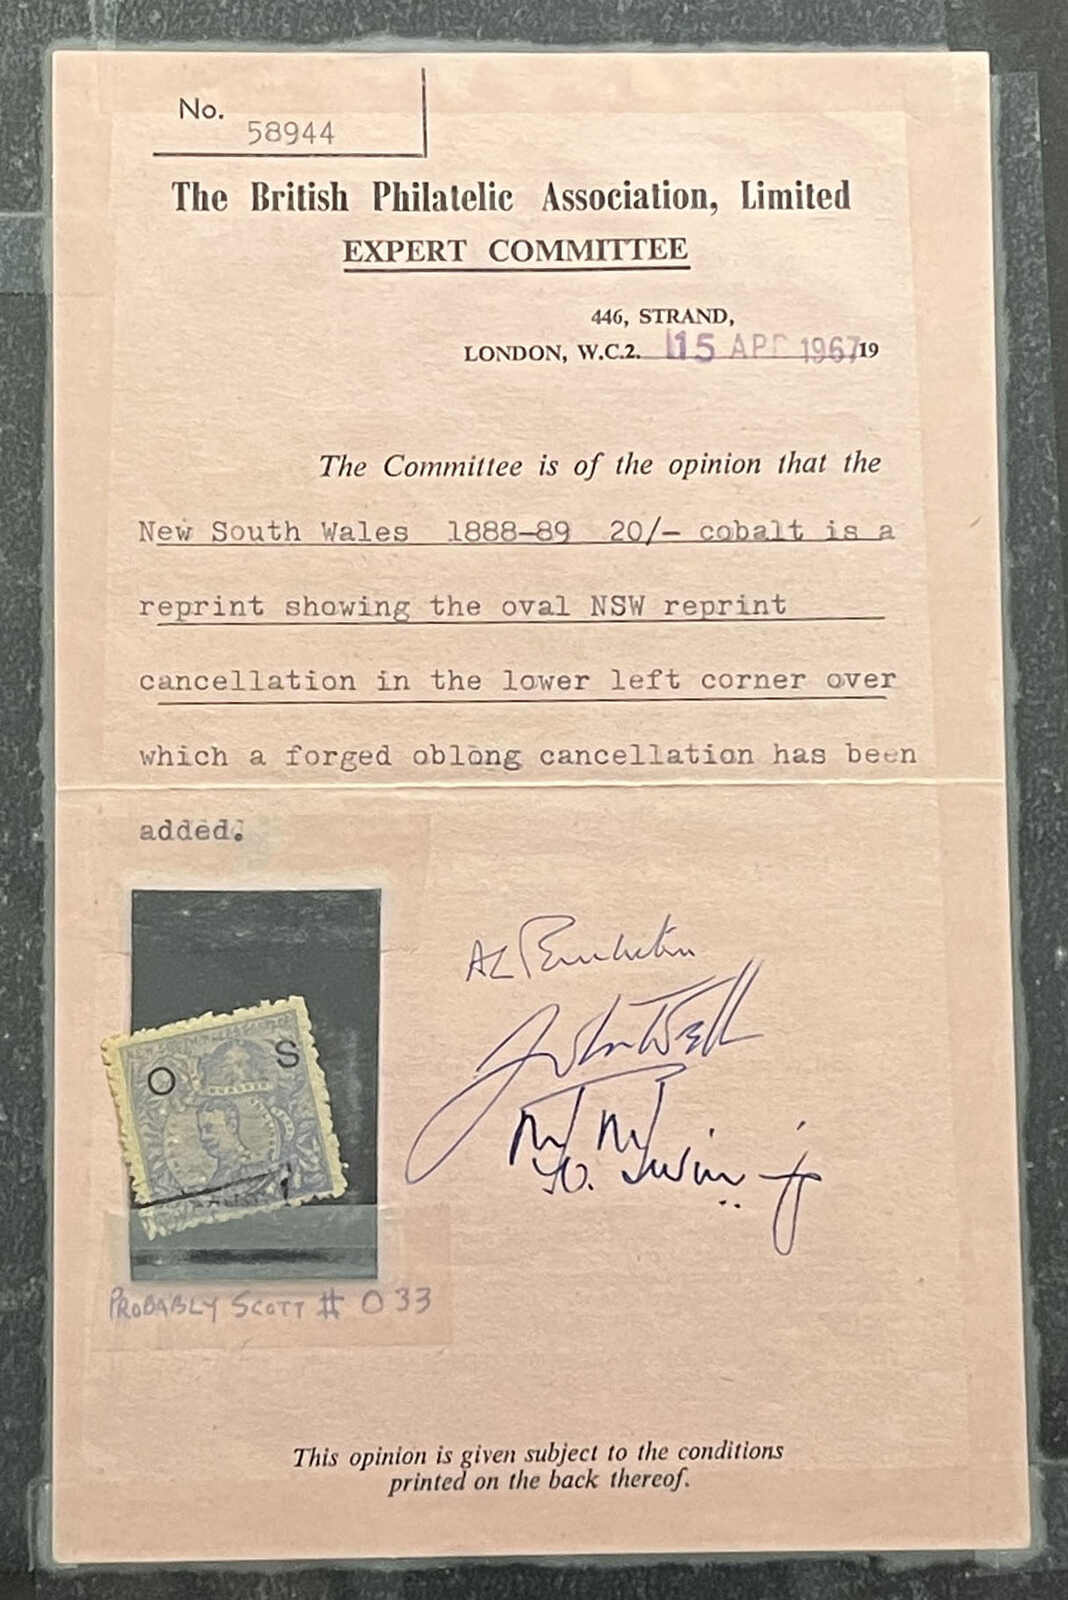 No. 58944
The British Philatelic Association, Limited
EXPERT COMMITTEE
446, STRAND,
LONDON, W.C.2. 15 APR 1967 19
The Committee is of the opinion that the
New South Wales 1888-89 20/- cobalt is a
reprint showing the oval NSW reprint
cancellation in the lower left corner over
which a forged oblong cancellation has been
added.
O S
PROBABLY SCOTT # O 33
This opinion is given subject to the conditions
printed on the back thereof.